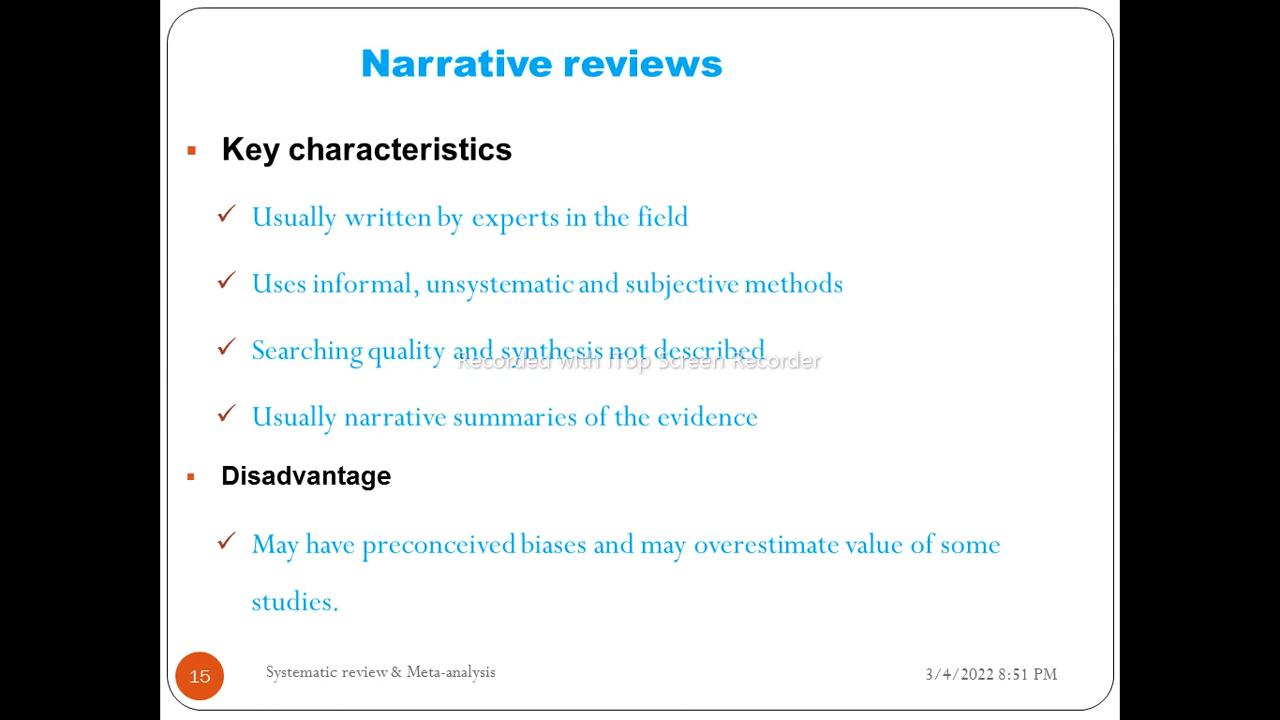 Narrative reviews
Key characteristics
Usually written by experts in the field
Uses informal, unsystematic and subjective methods
Searching quality and synthesis not described
Recorded with iTop Screen Recorder
Usually narrative summaries of the evidence
Disadvantage
May have preconceived biases and may overestimate value of some
studies.
15
Systematic review & Meta-analysis
3/4/2022 8:51 PM